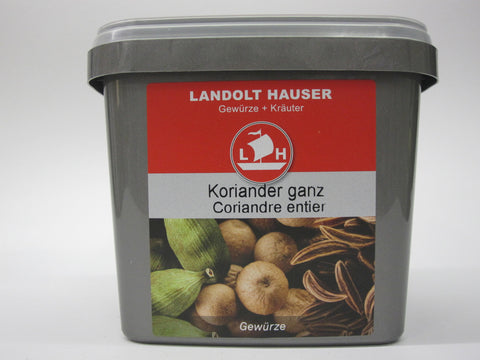 LANDOLT HAUSER
Gewürze + Kräuter
L H
Koriander ganz
Coriandre entier
Gewürze